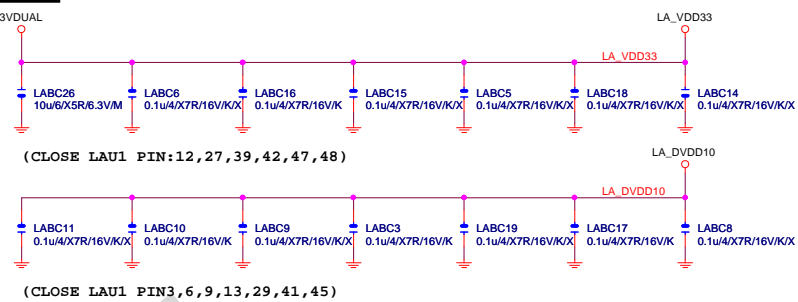 3VDUAL LA_VDD33
LA_VDD33
LABC26 LABC6 LABC16 LABC15 LABC5 LABC18 LABC14
10u/6/X5R/6.3V/M 0.1u/4/X7R/16V/K/X 0.1u/4/X7R/16V/K 0.1u/4/X7R/16V/K/X 0.1u/4/X7R/16V/K/X 0.1u/4/X7R/16V/K/X 0.1u/4/X7R/16V/K/X
(CLOSE LAU1 PIN:12,27,39,42,47,48)
LA_DVDD10
LA_DVDD10
LABC11 LABC10 LABC9 LABC3 LABC19 LABC17 LABC8
0.1u/4/X7R/16V/K/X 0.1u/4/X7R/16V/K 0.1u/4/X7R/16V/K/X 0.1u/4/X7R/16V/K 0.1u/4/X7R/16V/K/X 0.1u/4/X7R/16V/K 0.1u/4/X7R/16V/K/X
(CLOSE LAU1 PIN3,6,9,13,29,41,45)